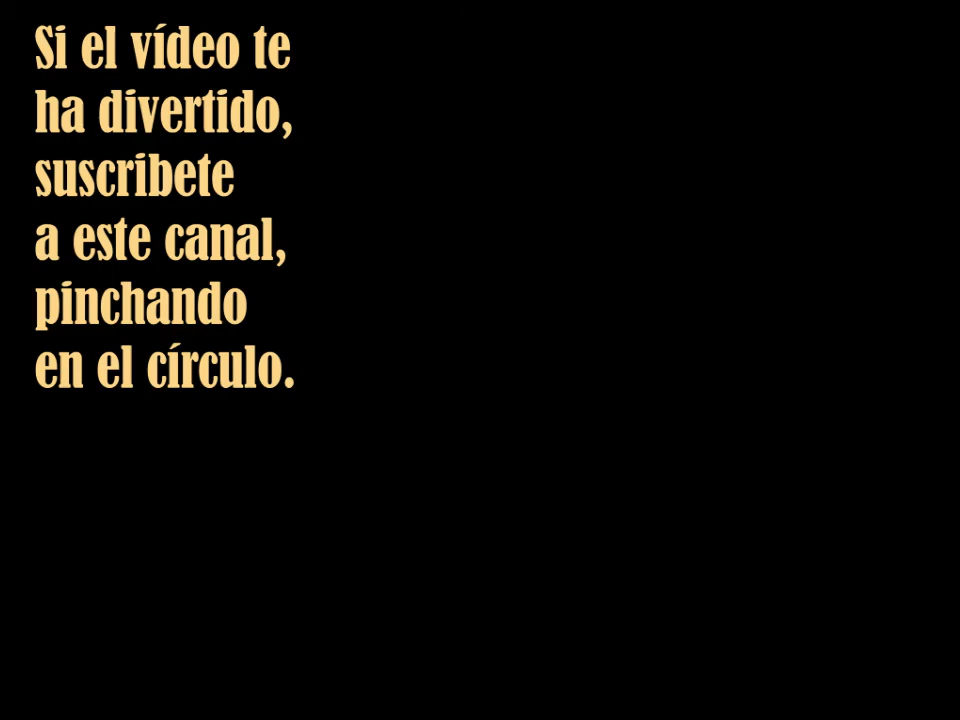 Si el vídeo te
ha divertido,
suscribete
a este canal,
pinchando
en el círculo.